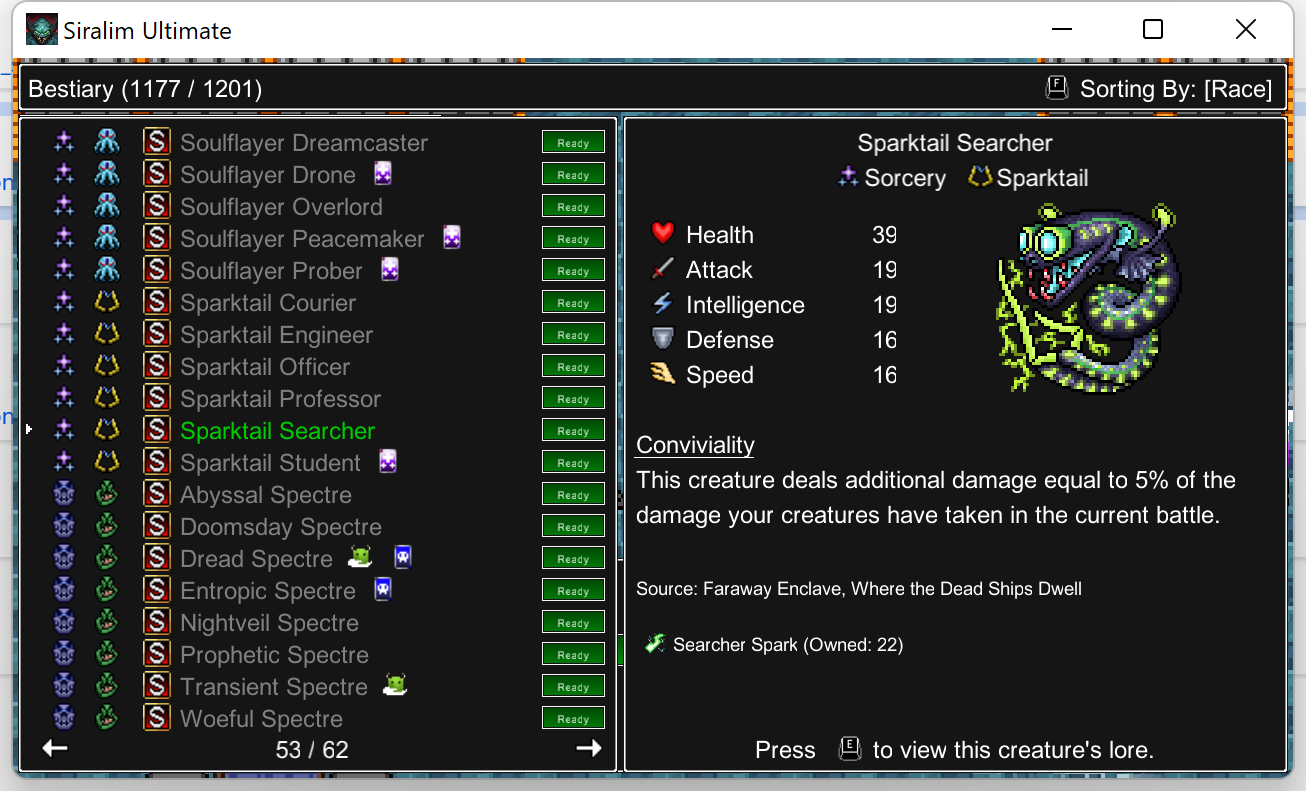 Siralim Ultimate
Bestiary (1177 / 1201)
F Sorting By: [Race]
S Soulflayer Dreamcaster Ready
S Soulflayer Drone Ready
S Soulflayer Overlord Ready
S Soulflayer Peacemaker Ready
S Soulflayer Prober Ready
S Sparktail Courier Ready
S Sparktail Engineer Ready
S Sparktail Officer Ready
S Sparktail Professor Ready
S Sparktail Searcher Ready
S Sparktail Student Ready
S Abyssal Spectre Ready
S Doomsday Spectre Ready
S Dread Spectre Ready
S Entropic Spectre Ready
S Nightveil Spectre Ready
S Prophetic Spectre Ready
S Transient Spectre Ready
S Woeful Spectre Ready
53 / 62
Sparktail Searcher
Sorcery Sparktail
Health 39
Attack 19
Intelligence 19
Defense 16
Speed 16
Conviviality
This creature deals additional damage equal to 5% of the
damage your creatures have taken in the current battle.
Source: Faraway Enclave, Where the Dead Ships Dwell
Searcher Spark (Owned: 22)
Press E to view this creature's lore.